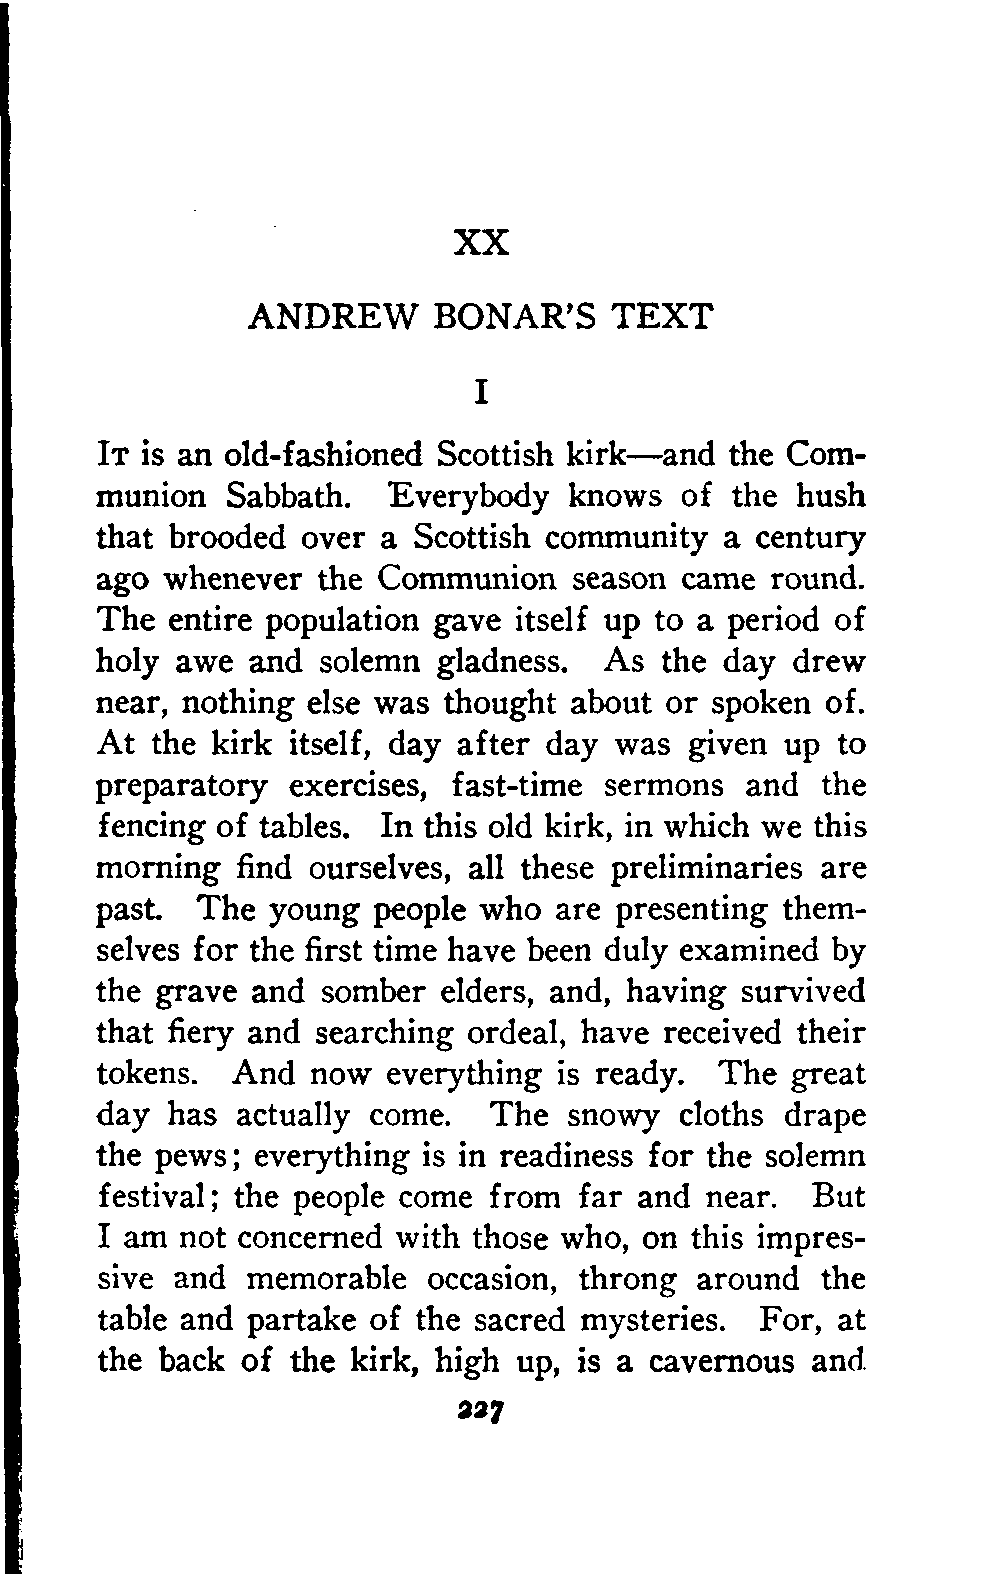 XX
ANDREW BONAR'S TEXT
I
IT is an old-fashioned Scottish kirk—and the Com-
munion Sabbath. Everybody knows of the hush
that brooded over a Scottish community a century
ago whenever the Communion season came round.
The entire population gave itself up to a period of
holy awe and solemn gladness. As the day drew
near, nothing else was thought about or spoken of.
At the kirk itself, day after day was given up to
preparatory exercises, fast-time sermons and the
fencing of tables. In this old kirk, in which we this
morning find ourselves, all these preliminaries are
past. The young people who are presenting them-
selves for the first time have been duly examined by
the grave and somber elders, and, having survived
that fiery and searching ordeal, have received their
tokens. And now everything is ready. The great
day has actually come. The snowy cloths drape
the pews; everything is in readiness for the solemn
festival; the people come from far and near. But
I am not concerned with those who, on this impres-
sive and memorable occasion, throng around the
table and partake of the sacred mysteries. For, at
the back of the kirk, high up, is a cavernous and
227